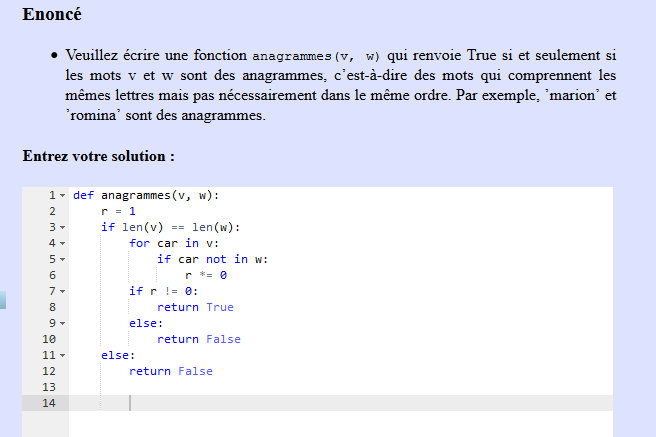 Enoncé
• Veuillez écrire une fonction anagrammes(v, w) qui renvoie True si et seulement si
les mots v et w sont des anagrammes, c'est-à-dire des mots qui comprennent les
mêmes lettres mais pas nécessairement dans le même ordre. Par exemple, 'marion' et
'romina' sont des anagrammes.
Entrez votre solution :
1 def anagrammes(v, w):
2     r = 1
3     if len(v) == len(w):
4         for car in v:
5             if car not in w:
6                 r *= 0
7         if r != 0:
8             return True
9         else:
10             return False
11     else:
12         return False
13
14